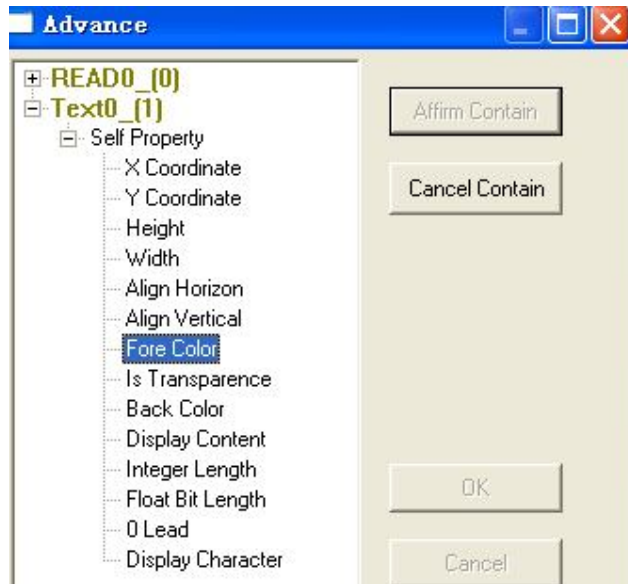 Advance
READ0_(0)
Text0_(1)
Self Property
X Coordinate
Y Coordinate
Height
Width
Align Horizon
Align Vertical
Fore Color
Is Transparence
Back Color
Display Content
Integer Length
Float Bit Length
0 Lead
Display Character
Affirm Contain
Cancel Contain
OK
Cancel